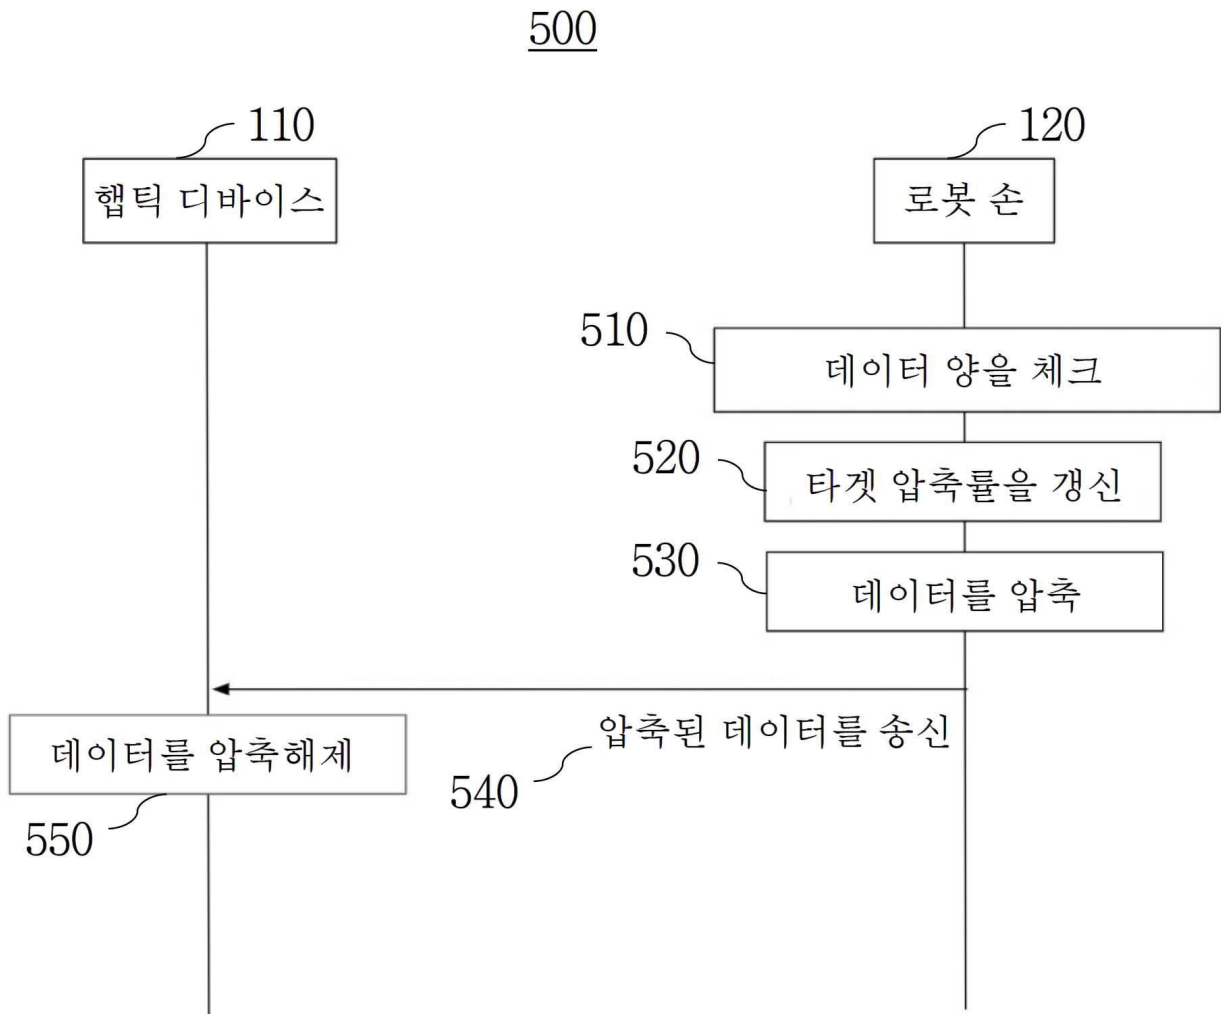 500
110
120
햅틱 디바이스
로봇 손
510
데이터 양을 체크
520
타겟 압축률을 갱신
530
데이터를 압축
압축된 데이터를 송신
540
데이터를 압축해제
550